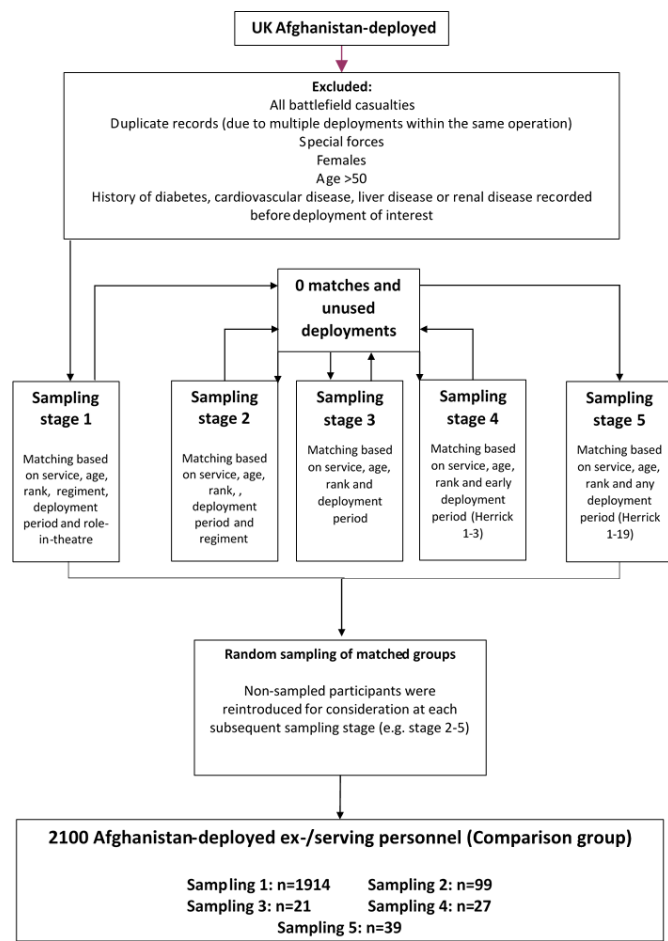 UK Afghanistan-deployed
Excluded:
All battlefield casualties
Duplicate records (due to multiple deployments within the same operation)
Special forces
Females
Age >50
History of diabetes, cardiovascular disease, liver disease or renal disease recorded
before deployment of interest
0 matches and
unused
deployments
Sampling
stage 1
Matching based
on service, age,
rank, regiment,
deployment
period and role-
in-theatre
Sampling
stage 2
Matching based
on service, age,
rank, ,
deployment
period and
regiment
Sampling
stage 3
Matching based
on service, age,
rank and
deployment
period
Sampling
stage 4
Matching based
on service, age,
rank and early
deployment
period (Herrick
1-3)
Sampling
stage 5
Matching based
on service, age,
rank and any
deployment
period (Herrick
1-19)
Random sampling of matched groups
Non-sampled participants were
reintroduced for consideration at each
subsequent sampling stage (e.g. stage 2-5)
2100 Afghanistan-deployed ex-/serving personnel (Comparison group)
Sampling 1: n=1914 Sampling 2: n=99
Sampling 3: n=21 Sampling 4: n=27
Sampling 5: n=39